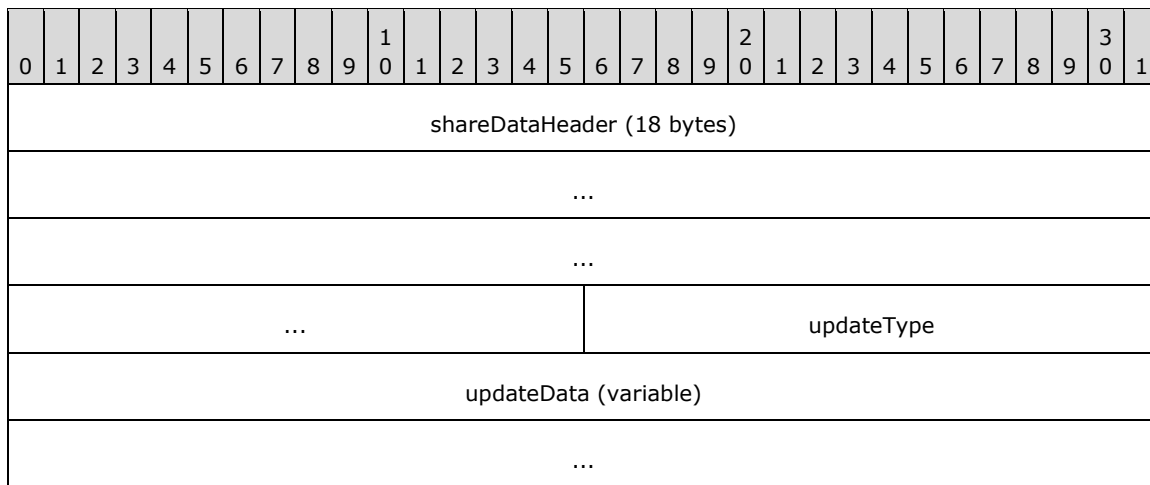 1 2 3
0 1 2 3 4 5 6 7 8 9 0 1 2 3 4 5 6 7 8 9 0 1 2 3 4 5 6 7 8 9 0 1
shareDataHeader (18 bytes)
...
...
... updateType
updateData (variable)
...